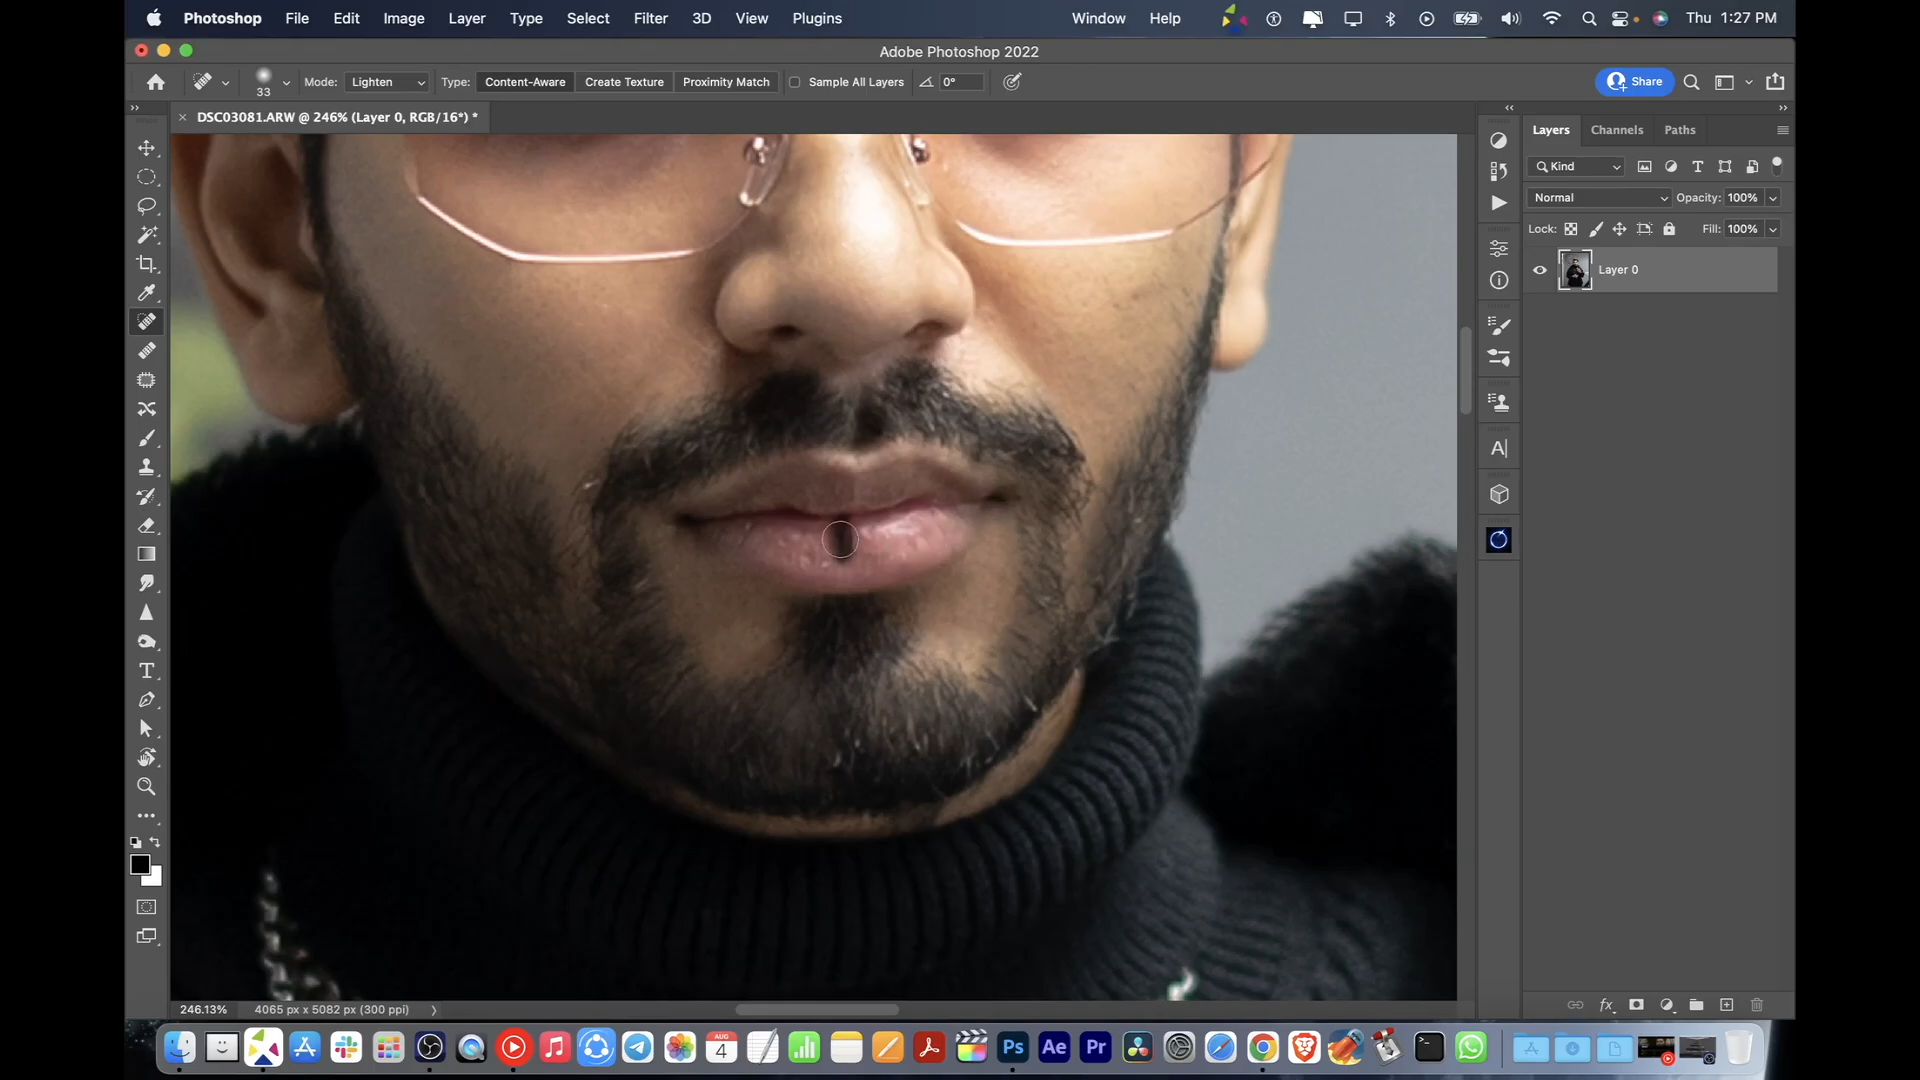 Photoshop File Edit Image Layer Type Select Filter 3D View Plugins Window Help Thu 1:27 PM
Adobe Photoshop 2022
33 Mode: Lighten Type: Content-Aware Create Texture Proximity Match Sample All Layers 0° Share
DSC03081.ARW @ 246% (Layer 0, RGB/16*) *
Layers Channels Paths
Kind
Normal Opacity: 100%
Lock: Fill: 100%
Layer 0
246.13% 4065 px x 5082 px (300 ppi)
AUG
4
Ps Ae Pr